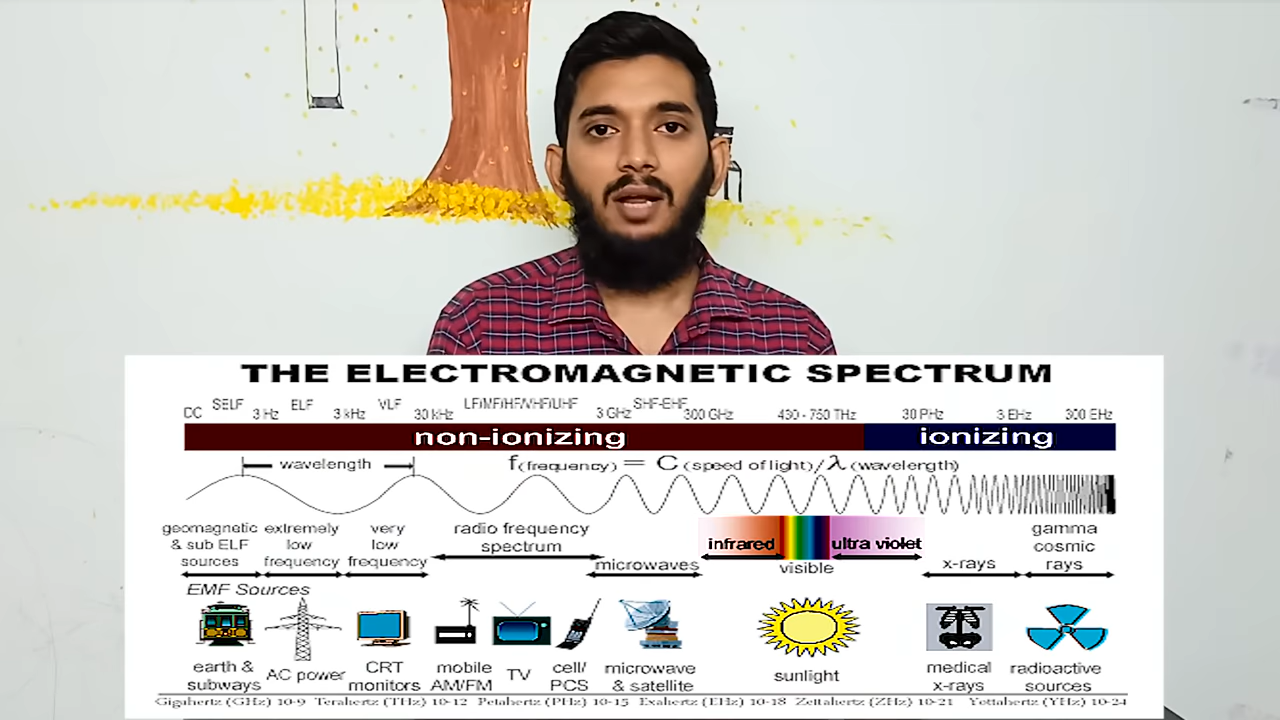 THE ELECTROMAGNETIC SPECTRUM
DC SELF 3 Hz ELF 3 kHz VLF 30 kHz LF/MF/HF/VHF/UHF 3 GHz SHF-EHF 300 GHz 430 - 750 THz 30 PHz 3 EHz 300 EHz
non-ionizing ionizing
wavelength f(frequency) = C (speed of light)/λ (wavelength)
geomagnetic & sub ELF sources
extremely low frequency
very low frequency
radio frequency spectrum
microwaves
infrared
visible
ultra violet
x-rays
gamma cosmic rays
EMF Sources
earth & subways
AC power
CRT monitors
mobile AM/FM
TV
cell/ PCS
microwave & satellite
sunlight
medical x-rays
radioactive sources
Gigahertz (GHz) 10-9 Terahertz (THz) 10-12 Petahertz (PHz) 10-15 Exahertz (EHz) 10-18 Zettahertz (ZHz) 10-21 Yottahertz (YHz) 10-24